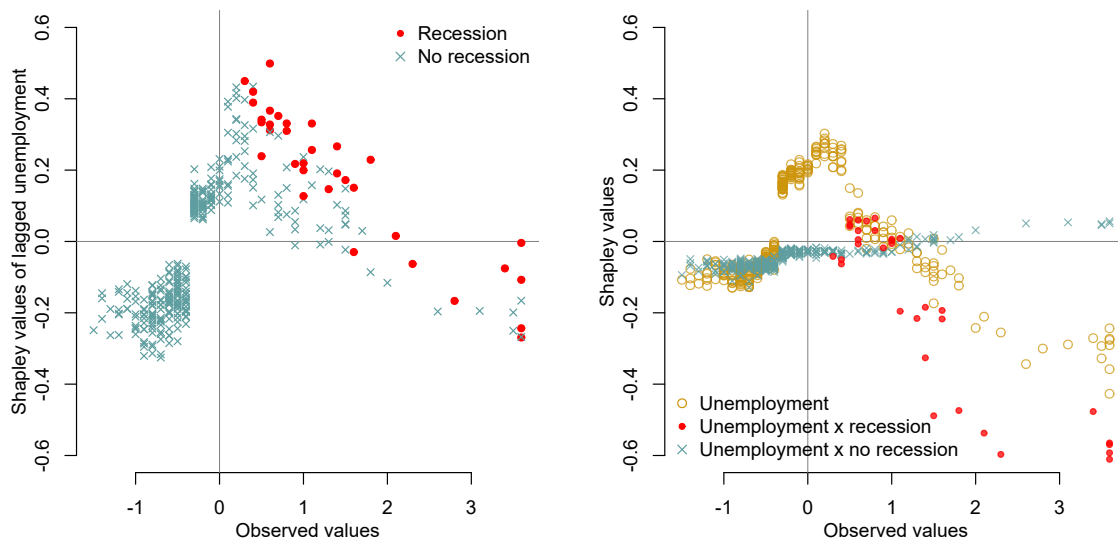 Shapley values of lagged unemployment
0.6
0.4
0.2
0.0
-0.2
-0.4
-0.6
Recession
No recession
-1
0
1
2
3
Observed values
Shapley values
0.6
0.4
0.2
0.0
-0.2
-0.4
-0.6
Unemployment
Unemployment x recession
Unemployment x no recession
-1
0
1
2
3
Observed values